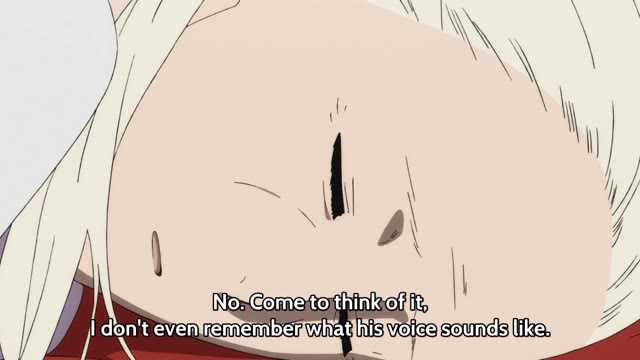 No. Come to think of it,
I don't even remember what his voice sounds like.